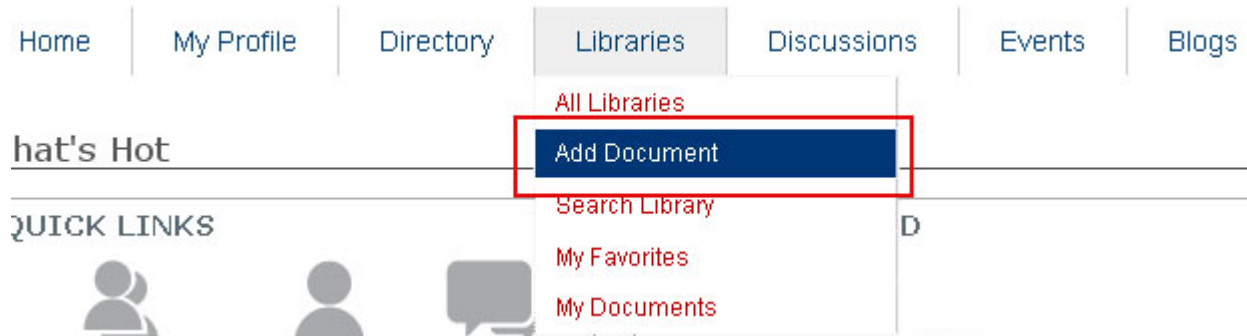 Home My Profile Directory Libraries Discussions Events Blogs
All Libraries
hat's Hot
Add Document
Search Library
QUICK LINKS
D
My Favorites
My Documents